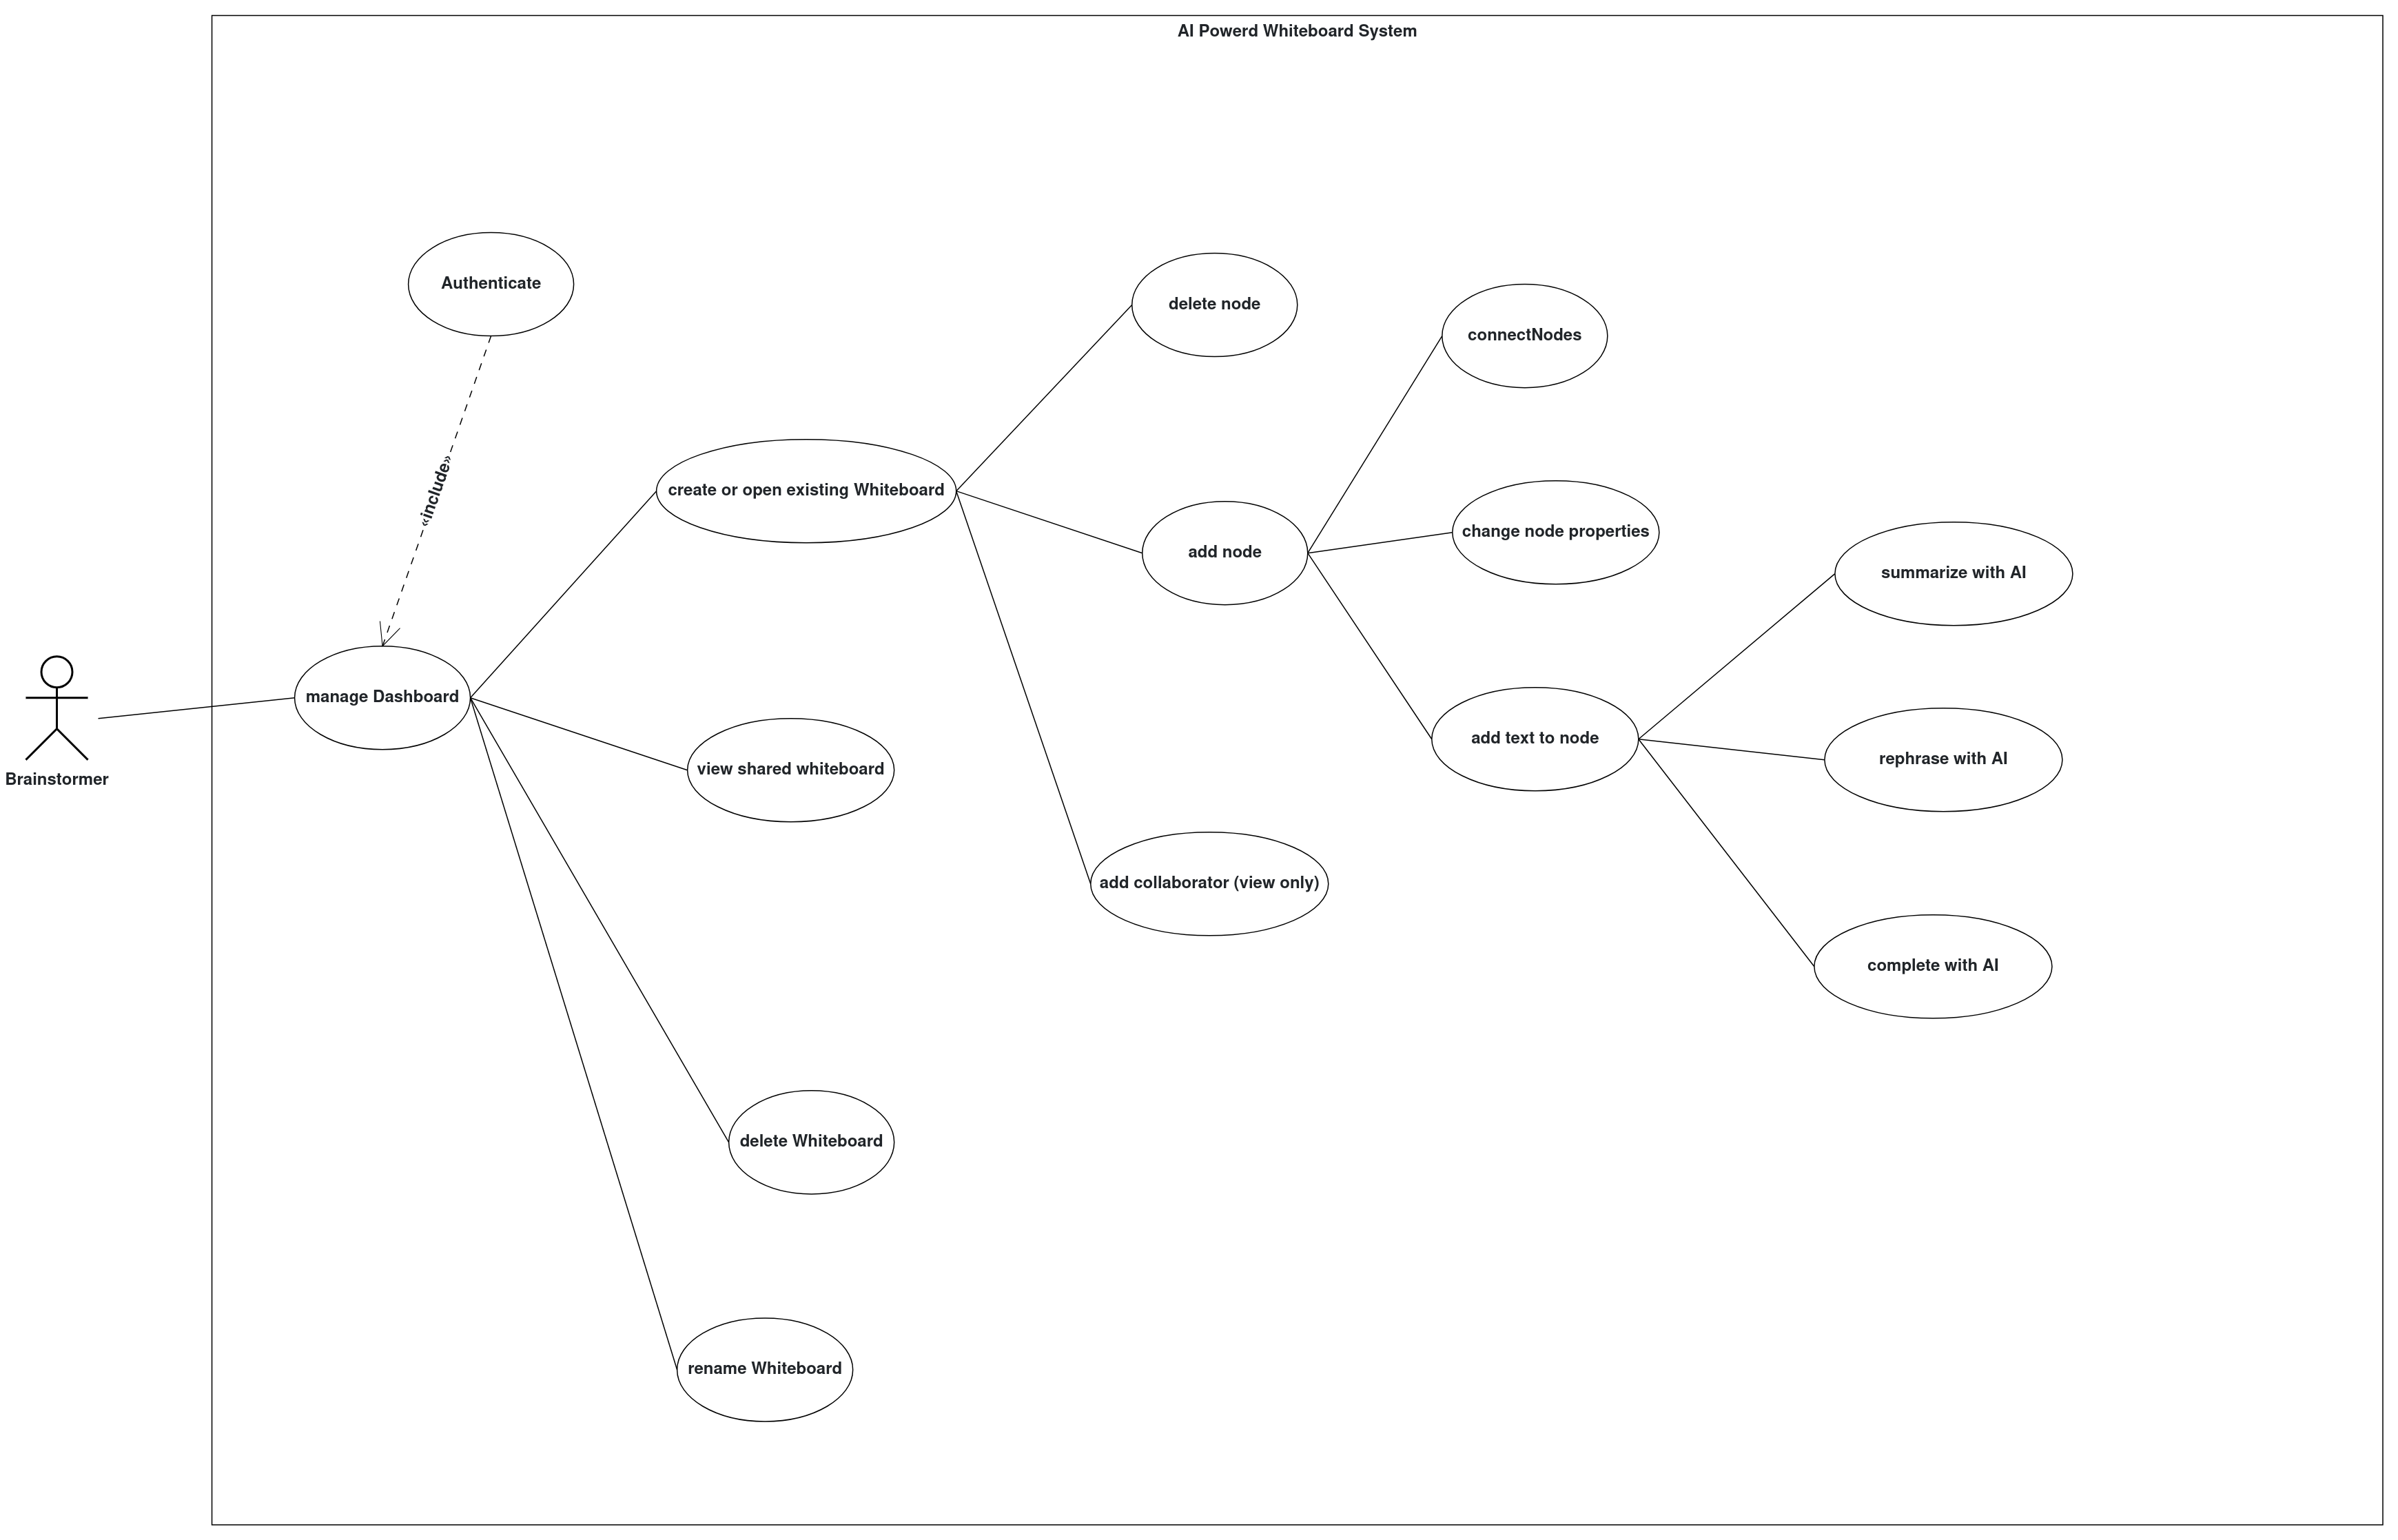 AI Powerd Whiteboard System
Authenticate
delete node
connectNodes
«include»
create or open existing Whiteboard
add node
change node properties
summarize with AI
manage Dashboard
view shared whiteboard
add text to node
rephrase with AI
Brainstormer
add collaborator (view only)
complete with AI
delete Whiteboard
rename Whiteboard